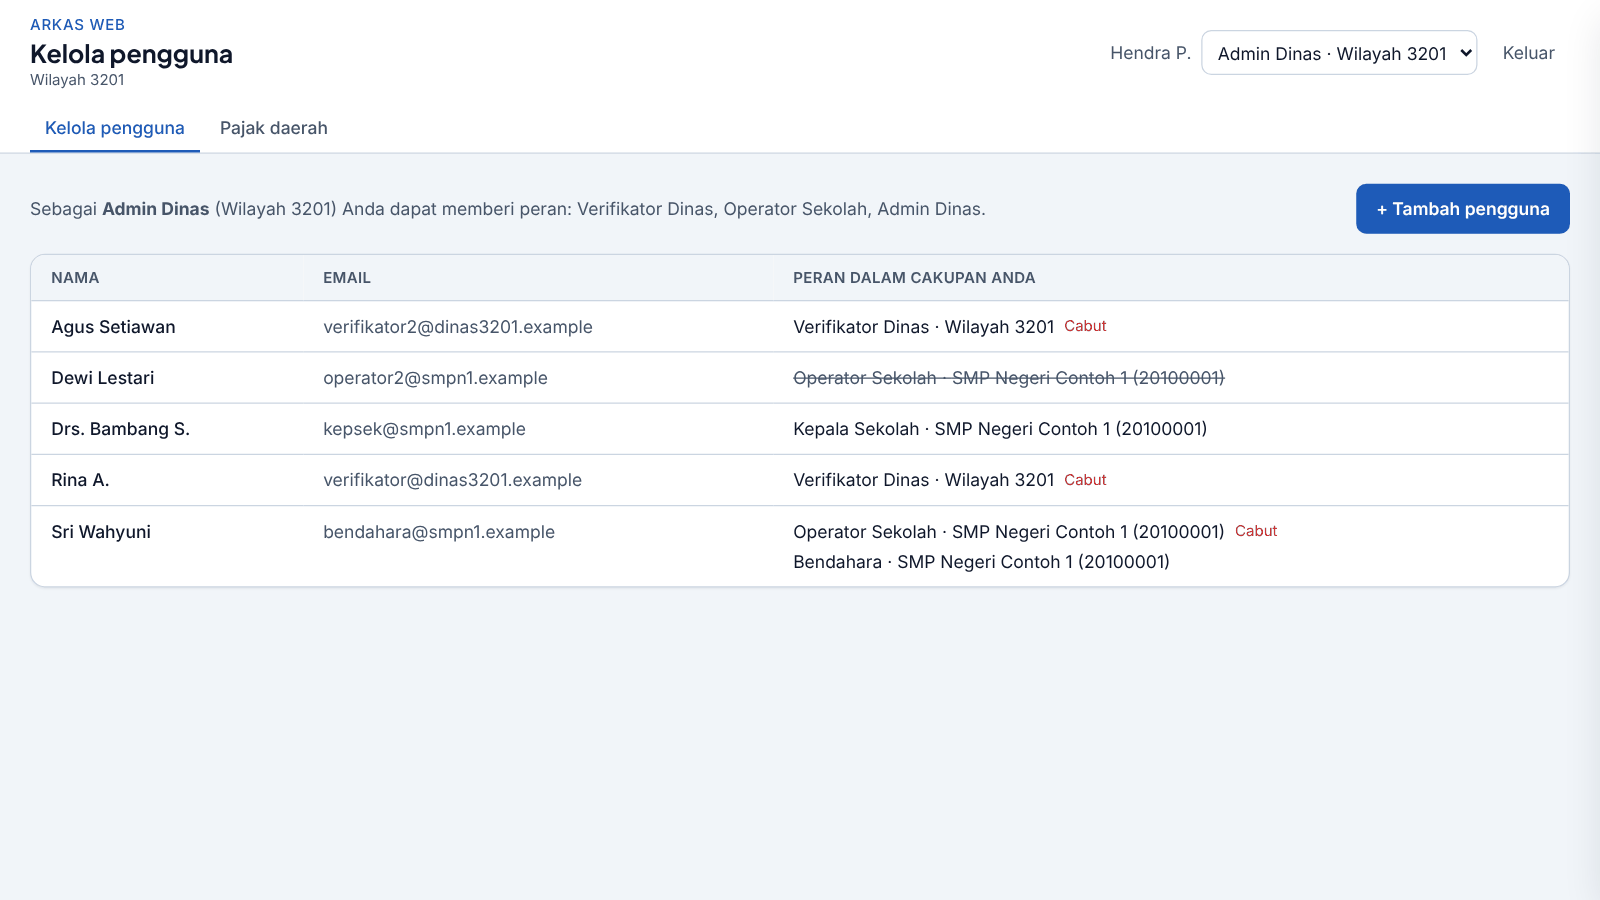 ARKAS WEB
Kelola pengguna
Wilayah 3201
Hendra P.
Admin Dinas · Wilayah 3201
Keluar
Kelola pengguna
Pajak daerah
Sebagai Admin Dinas (Wilayah 3201) Anda dapat memberi peran: Verifikator Dinas, Operator Sekolah, Admin Dinas.
+ Tambah pengguna
NAMA EMAIL PERAN DALAM CAKUPAN ANDA
Agus Setiawan verifikator2@dinas3201.example Verifikator Dinas · Wilayah 3201 Cabut
Dewi Lestari operator2@smpn1.example Operator Sekolah · SMP Negeri Contoh 1 (20100001)
Drs. Bambang S. kepsek@smpn1.example Kepala Sekolah · SMP Negeri Contoh 1 (20100001)
Rina A. verifikator@dinas3201.example Verifikator Dinas · Wilayah 3201 Cabut
Sri Wahyuni bendahara@smpn1.example Operator Sekolah · SMP Negeri Contoh 1 (20100001) Cabut
Bendahara · SMP Negeri Contoh 1 (20100001)